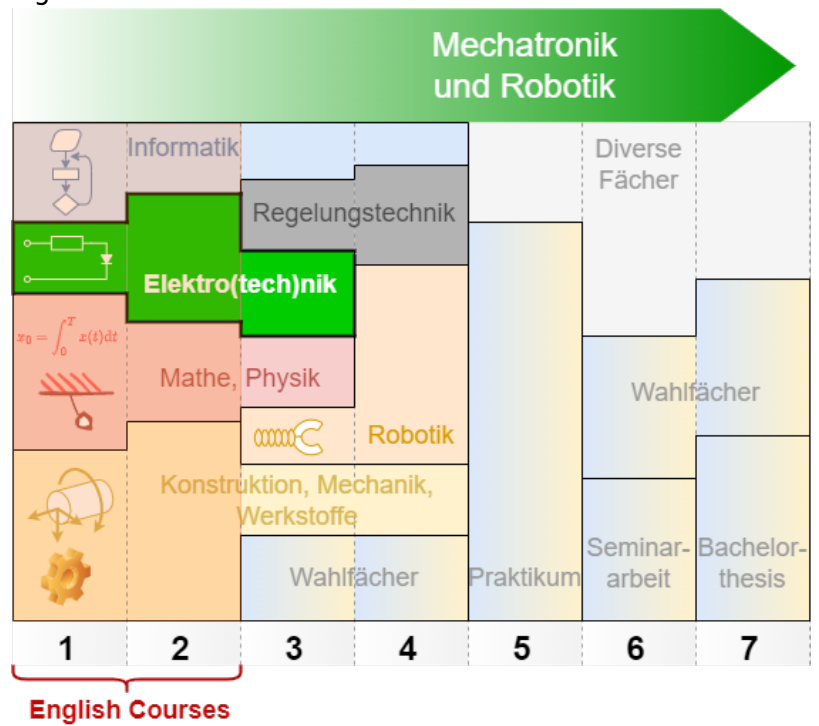 Mechatronik
und Robotik
Informatik
Diverse
Fächer
Regelungstechnik
Elektro(tech)nik
x₀ = ∫₀ᵀ x(t)dt
Mathe, Physik
Wahlfächer
Robotik
Konstruktion, Mechanik,
Werkstoffe
Wahlfächer
Praktikum
Seminar-
arbeit
Bachelor-
thesis
1 2 3 4 5 6 7
English Courses